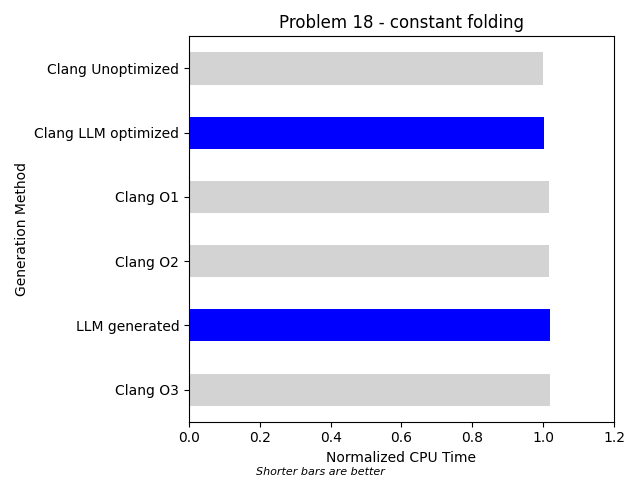 Problem 18 - constant folding
Generation Method
Clang Unoptimized
Clang LLM optimized
Clang O1
Clang O2
LLM generated
Clang O3
0.0 0.2 0.4 0.6 0.8 1.0 1.2
Normalized CPU Time
Shorter bars are better